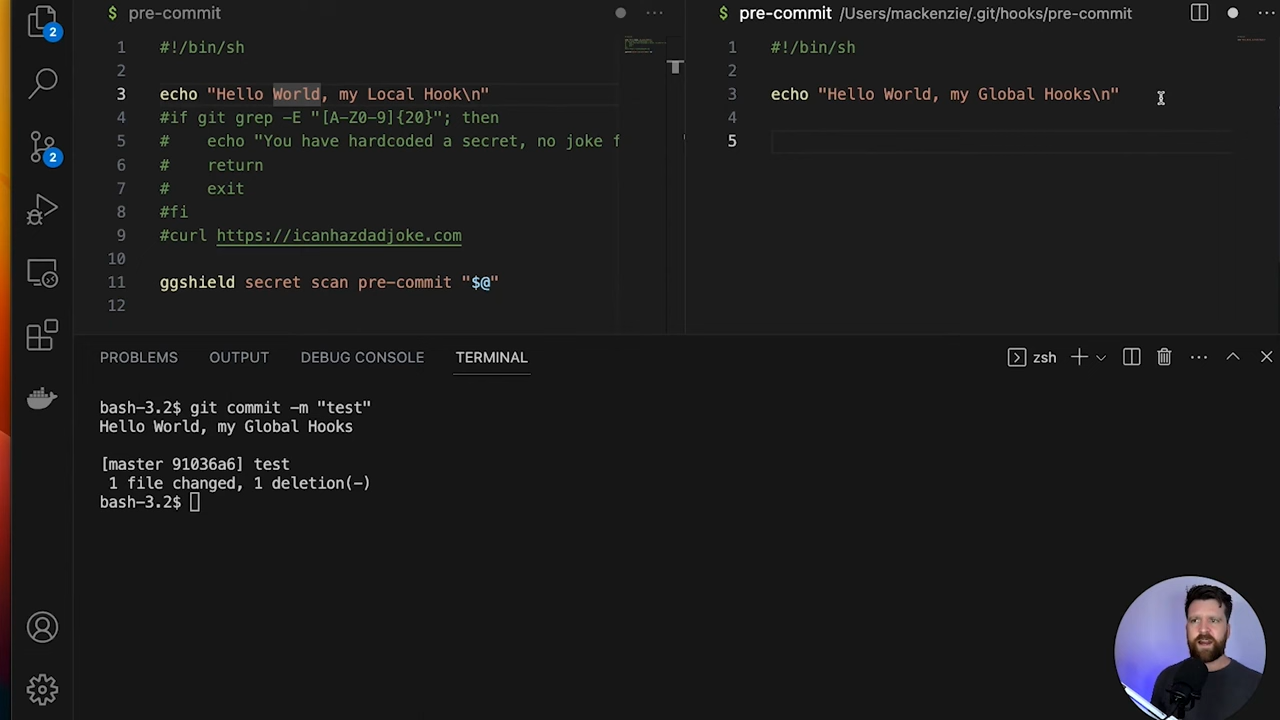 pre-commit
1 #!/bin/sh
2
3 echo "Hello World, my Local Hook\n"
4 #if git grep -E "[A-Z0-9]{20}"; then
5 #    echo "You have hardcoded a secret, no joke f
6 #    return
7 #    exit
8 #fi
9 #curl https://icanhazdadjoke.com
10
11 ggshield secret scan pre-commit "$@"
12
pre-commit /Users/mackenzie/.git/hooks/pre-commit
1 #!/bin/sh
2
3 echo "Hello World, my Global Hooks\n"
4
5
2
2
PROBLEMS OUTPUT DEBUG CONSOLE TERMINAL zsh
bash-3.2$ git commit -m "test"
Hello World, my Global Hooks
[master 91036a6] test
1 file changed, 1 deletion(-)
bash-3.2$